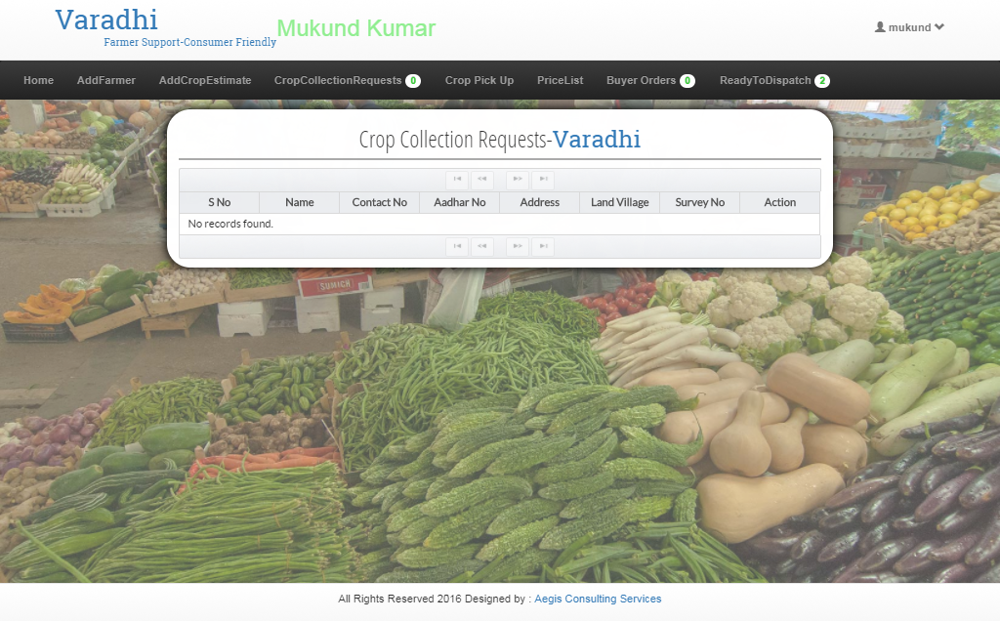 Varadhi
Farmer Support-Consumer Friendly
Mukund Kumar
mukund
Home AddFarmer AddCropEstimate CropCollectionRequests 0 Crop Pick Up PriceList Buyer Orders 0 ReadyToDispatch 2
Crop Collection Requests-Varadhi
S No Name Contact No Aadhar No Address Land Village Survey No Action
No records found.
SUMICH
All Rights Reserved 2016 Designed by : Aegis Consulting Services